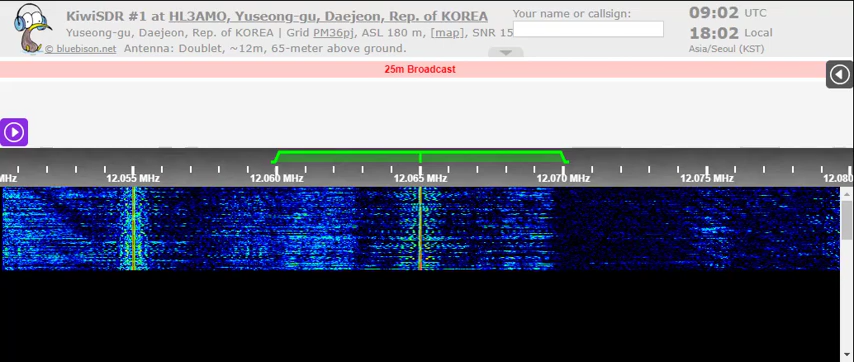 KiwiSDR #1 at HL3AMO, Yuseong-gu, Daejeon, Rep. of KOREA
Yuseong-gu, Daejeon, Rep. of KOREA | Grid PM36pj, ASL 180 m, [map], SNR 15
© bluebison.net Antenna: Doublet, ~12m, 65-meter above ground.
Your name or callsign:
09:02 UTC
18:02 Local
Asia/Seoul (KST)
25m Broadcast
MHz 12.055 MHz 12.060 MHz 12.065 MHz 12.070 MHz 12.075 MHz 12.080